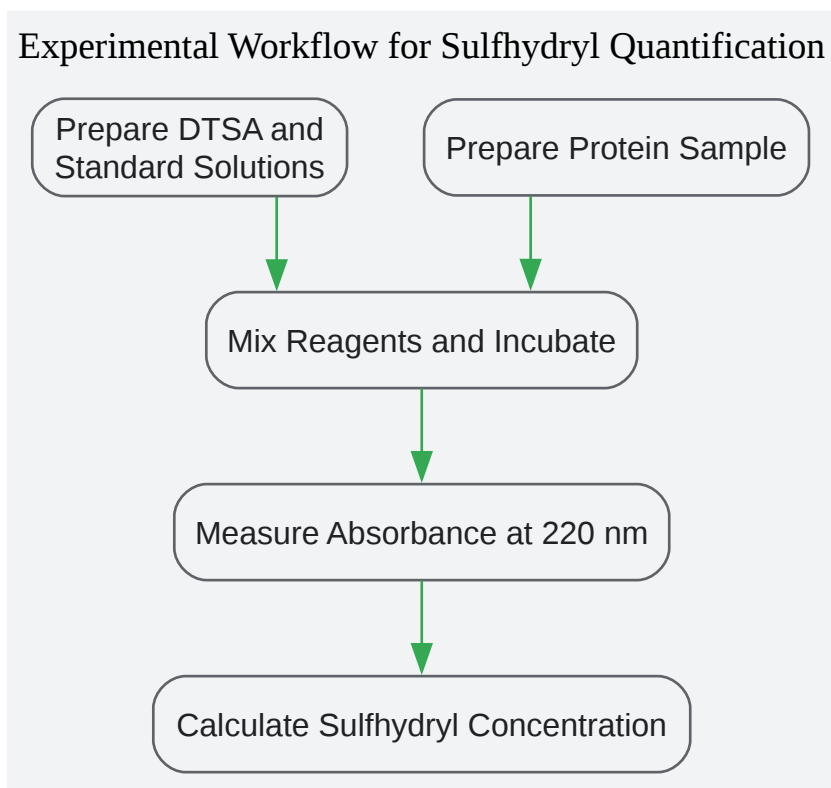 Experimental Workflow for Sulfhydryl Quantification
Prepare DTSA and
Standard Solutions
Prepare Protein Sample
Mix Reagents and Incubate
Measure Absorbance at 220 nm
Calculate Sulfhydryl Concentration